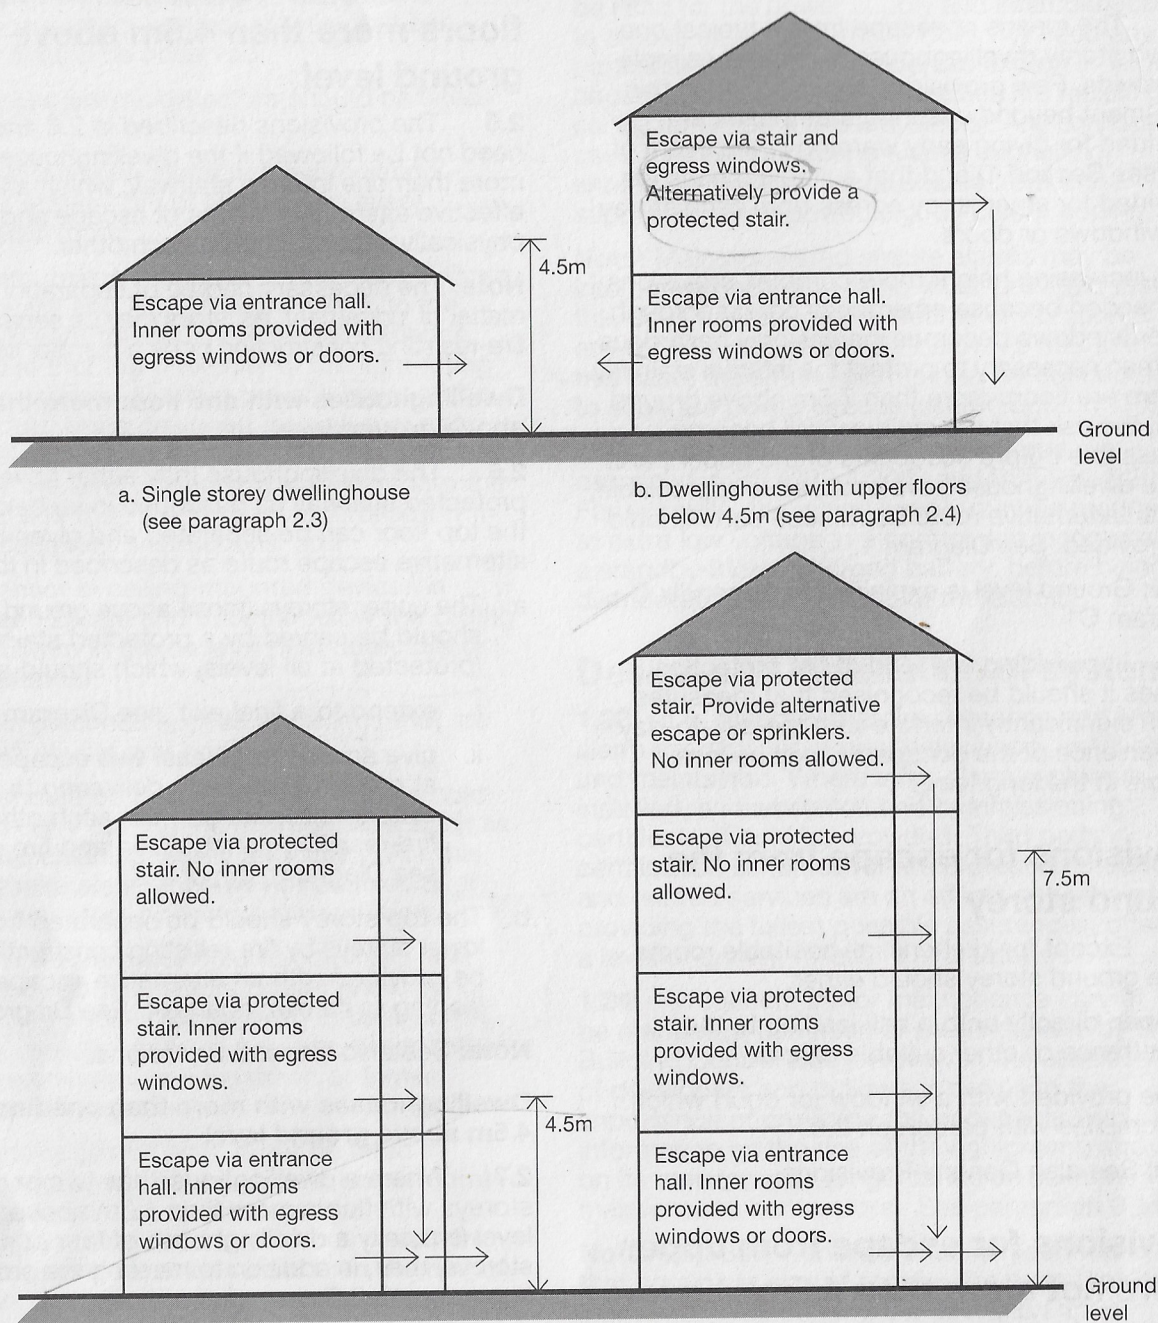 Escape via stair and
egress windows.
Alternatively provide a
protected stair.
4.5m
Escape via entrance hall.
Inner rooms provided with
egress windows or doors.
Escape via entrance hall.
Inner rooms provided with
egress windows or doors.
Ground
level
a. Single storey dwellinghouse
(see paragraph 2.3)
b. Dwellinghouse with upper floors
below 4.5m (see paragraph 2.4)
Escape via protected
stair. No inner rooms
allowed.
Escape via protected
stair. Inner rooms
provided with egress
windows.
4.5m
Escape via entrance
hall. Inner rooms
provided with egress
windows or doors.
Escape via protected
stair. Provide alternative
escape or sprinklers.
No inner rooms allowed.
Escape via protected
stair. No inner rooms
allowed.
7.5m
Escape via protected
stair. Inner rooms
provided with egress
windows.
Escape via entrance
hall. Inner rooms
provided with egress
windows or doors.
Ground
level